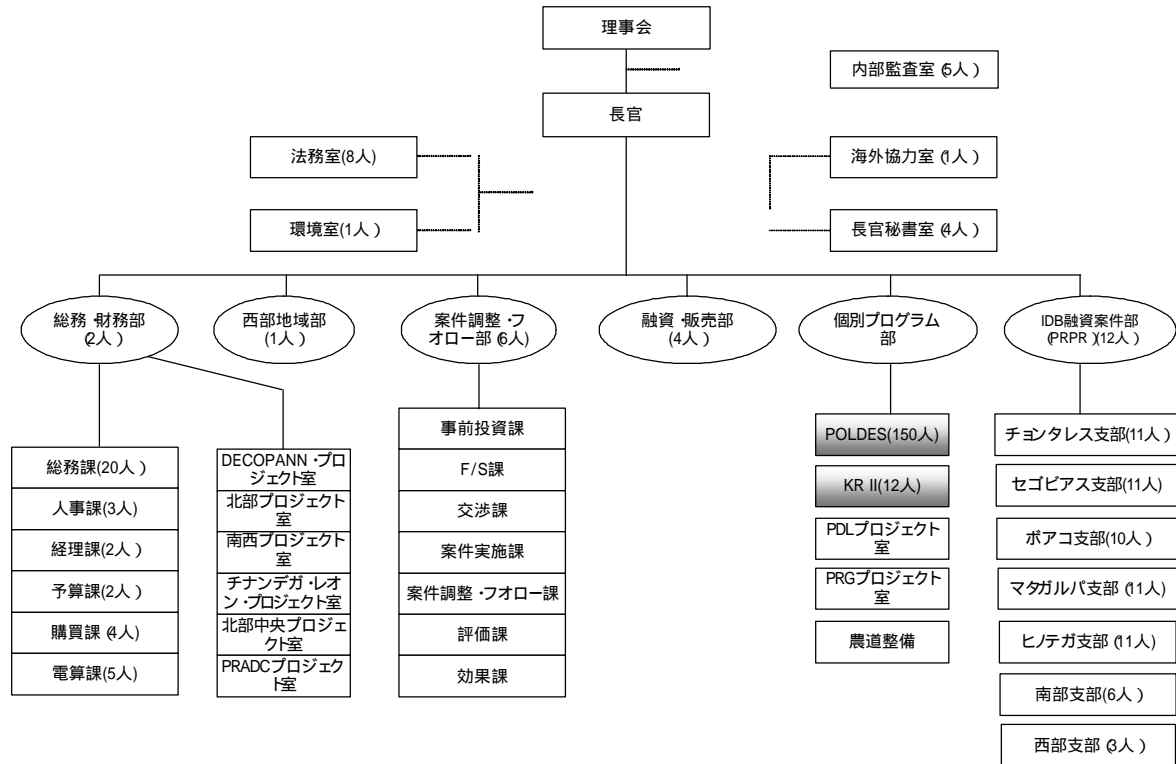 理事会
内部監査室(5人)
長官
法務室(8人)
海外協力室(1人)
環境室(1人)
長官秘書室(4人)
総務・財務部
(2人)
西部地域部
(1人)
案件調整・フ
オロー部(6人)
融資・販売部
(4人)
個別プログラム
部
IDB融資案件部
(PRPR)(12人)
総務課(20人)
人事課(3人)
経理課(2人)
予算課(2人)
購買課(4人)
電算課(5人)
DECOPANN・プロ
ジェクト室
北部プロジェクト
室
南西プロジェクト
室
チナンデガ・レオ
ン・プロジェクト室
北部中央プロジェ
クト室
PRADCプロジェク
ト室
事前投資課
F/S課
交渉課
案件実施課
案件調整・フオロー課
評価課
効果課
POLDES(150人)
KR II(12人)
PDLプロジェクト
室
PRGプロジェクト
室
農道整備
チョンタレス支部(11人)
セゴビアス支部(11人)
ボアコ支部(10人)
マタガルパ支部(11人)
ヒノテガ支部(11人)
南部支部(6人)
西部支部(3人)